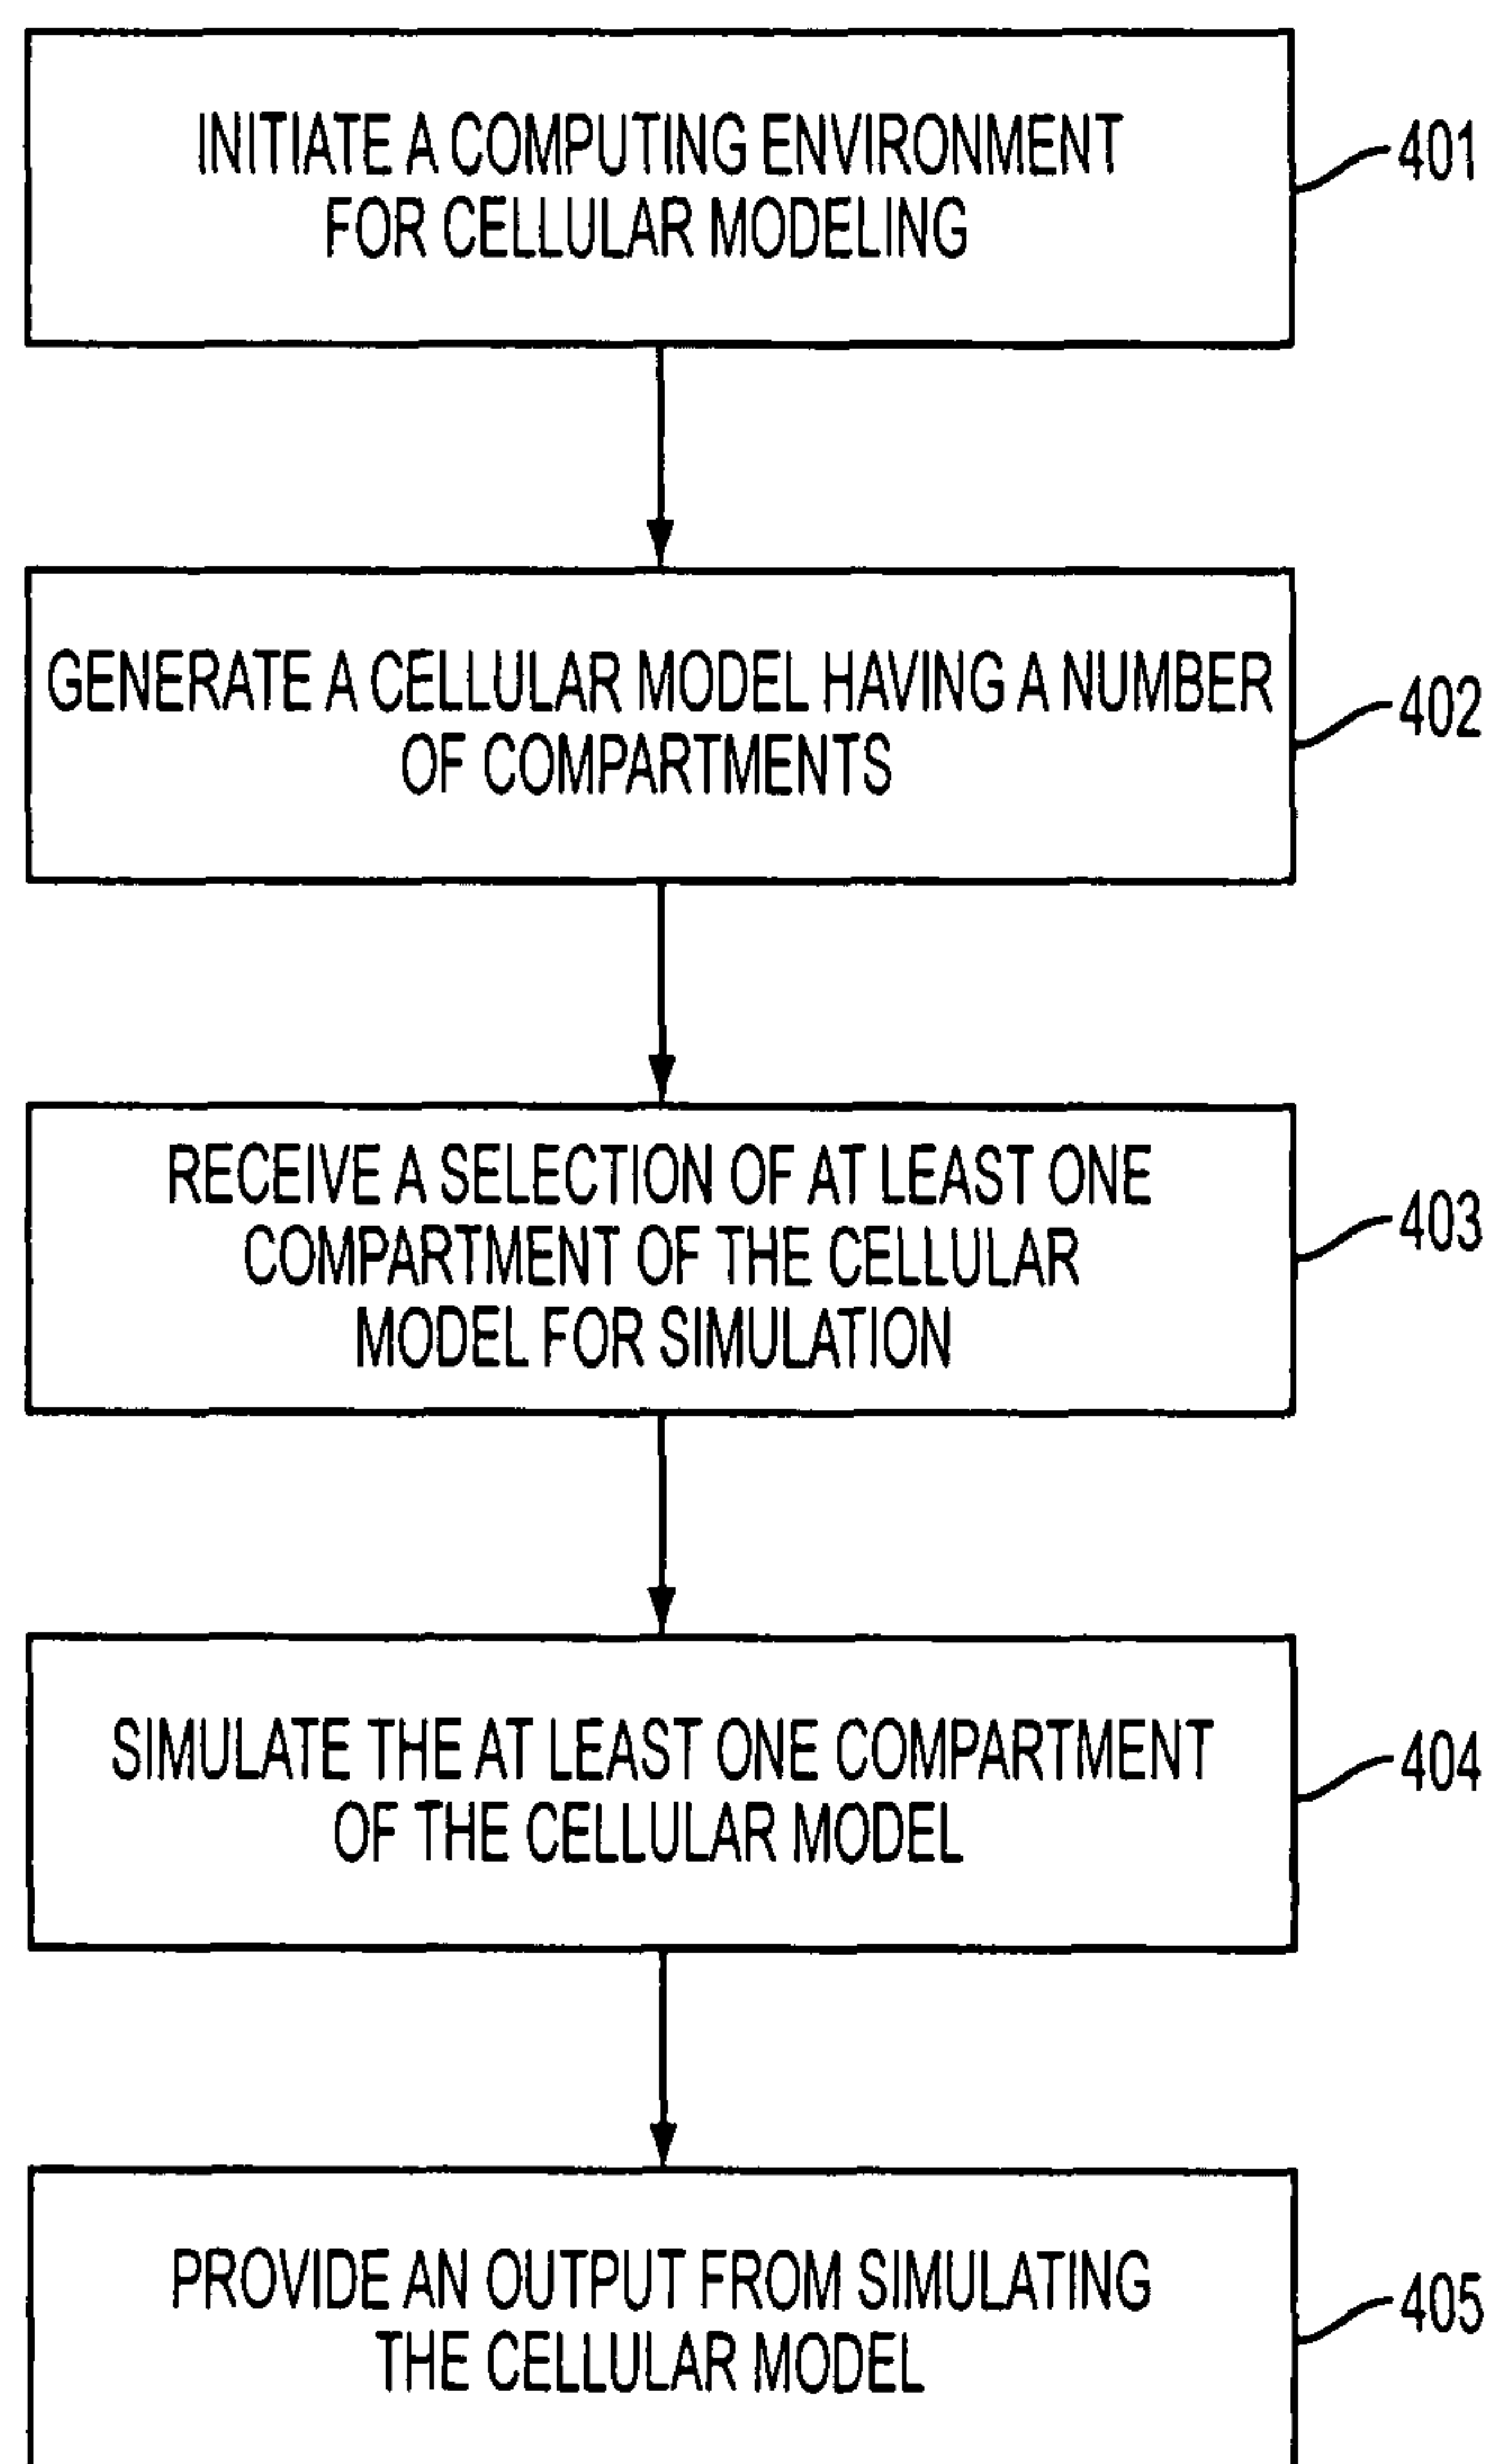 INITIATE A COMPUTING ENVIRONMENT
FOR CELLULAR MODELING
401
GENERATE A CELLULAR MODEL HAVING A NUMBER
OF COMPARTMENTS
402
RECEIVE A SELECTION OF AT LEAST ONE
COMPARTMENT OF THE CELLULAR
MODEL FOR SIMULATION
403
SIMULATE THE AT LEAST ONE COMPARTMENT
OF THE CELLULAR MODEL
404
PROVIDE AN OUTPUT FROM SIMULATING
THE CELLULAR MODEL
405